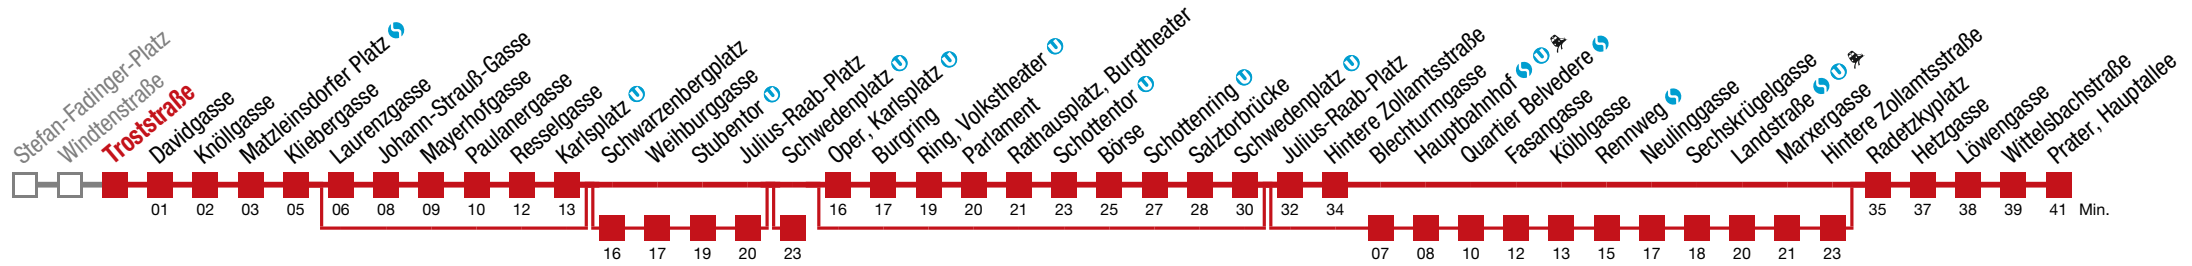 Stefan-Fadinger-Platz
Windtenstraße
Troststraße
Davidgasse
Knöllgasse
Matzleinsdorfer Platz
Kliebergasse
Laurenzgasse
Johann-Strauß-Gasse
Mayerhofgasse
Paulanergasse
Resselgasse
Karlsplatz U
Schwarzenbergplatz
Weihburggasse
Stubentor U
Julius-Raab-Platz
Schwedenplatz U
Oper, Karlsplatz U
Burgring
Ring, Volkstheater U
Parlament
Rathausplatz, Burgtheater
Schottentor U
Börse
Schottenring U
Salztorbrücke
Schwedenplatz U
Julius-Raab-Platz
Hintere Zollamtsstraße
Blechturmgasse
Hauptbahnhof U
Quartier Belvedere
Fasangasse
Kölblgasse
Rennweg
Neulinggasse
Sechskrügelgasse
Landstraße U
Marxergasse
Hintere Zollamtsstraße
Radetzkyplatz
Hetzgasse
Löwengasse
Wittelsbachstraße
Prater, Hauptallee
01 02 03 05 06 08 09 10 12 13 16 17 19 20 21 23 25 27 28 30 32 34 35 37 38 39 41 Min.
16 17 19 20 23 07 08 10 12 13 15 17 18 20 21 23